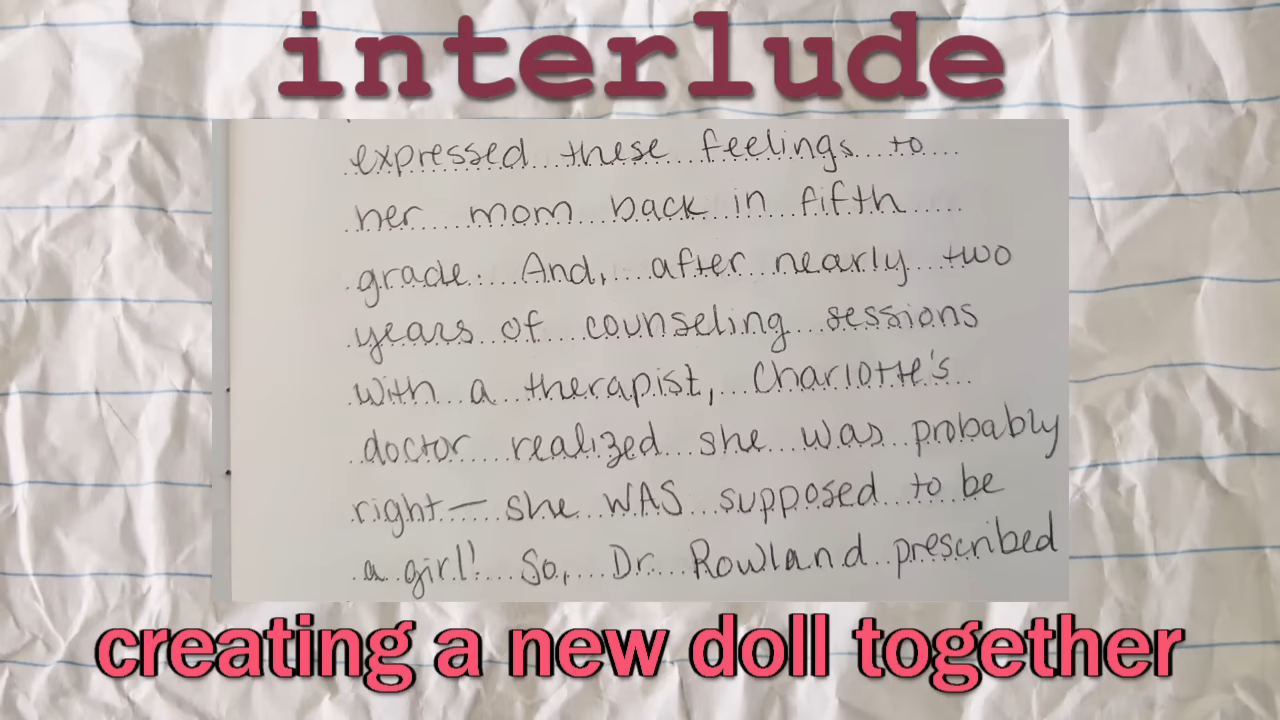 interlude
expressed these feelings to
her mom back in fifth
grade. And, after nearly two
years of counseling sessions
with a therapist, Charlotte's
doctor realized she was probably
right— she WAS supposed to be
a girl! So, Dr. Rowland prescribed
creating a new doll together